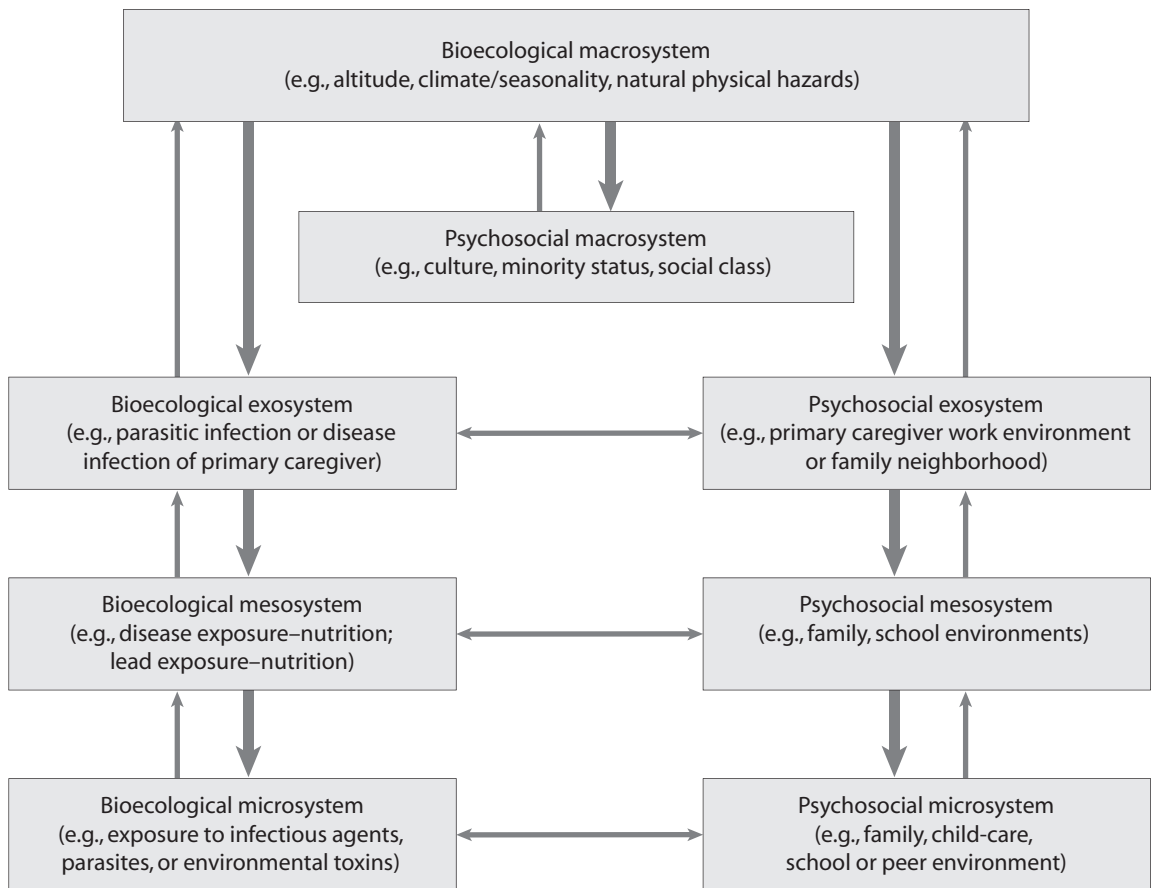 Bioecological macrosystem
(e.g., altitude, climate/seasonality, natural physical hazards)
Psychosocial macrosystem
(e.g., culture, minority status, social class)
Bioecological exosystem
(e.g., parasitic infection or disease
infection of primary caregiver)
Psychosocial exosystem
(e.g., primary caregiver work environment
or family neighborhood)
Bioecological mesosystem
(e.g., disease exposure–nutrition;
lead exposure–nutrition)
Psychosocial mesosystem
(e.g., family, school environments)
Bioecological microsystem
(e.g., exposure to infectious agents,
parasites, or environmental toxins)
Psychosocial microsystem
(e.g., family, child-care,
school or peer environment)